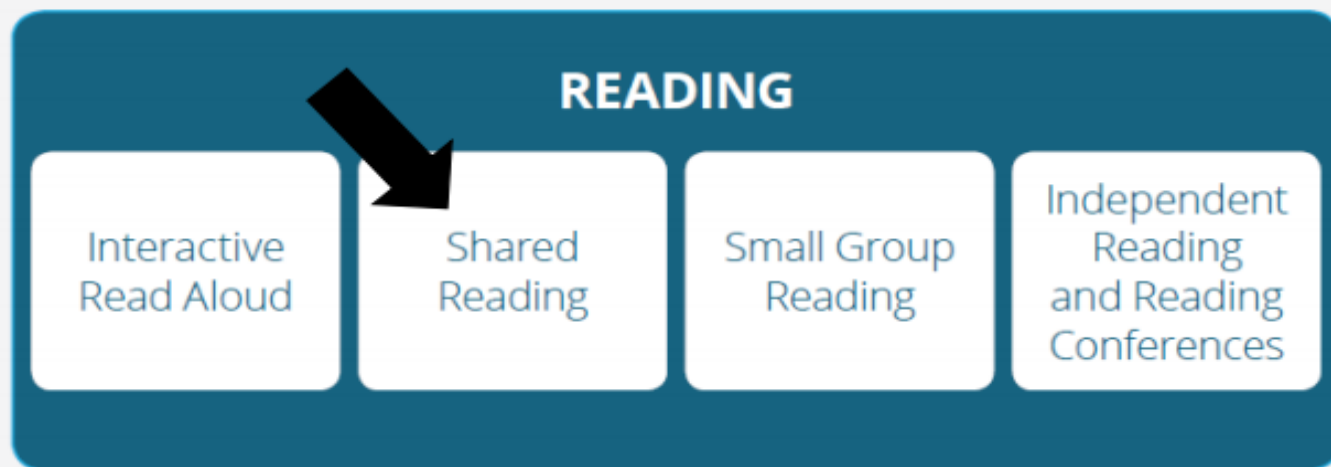 READING
Interactive
Read Aloud
Shared
Reading
Small Group
Reading
Independent
Reading
and Reading
Conferences